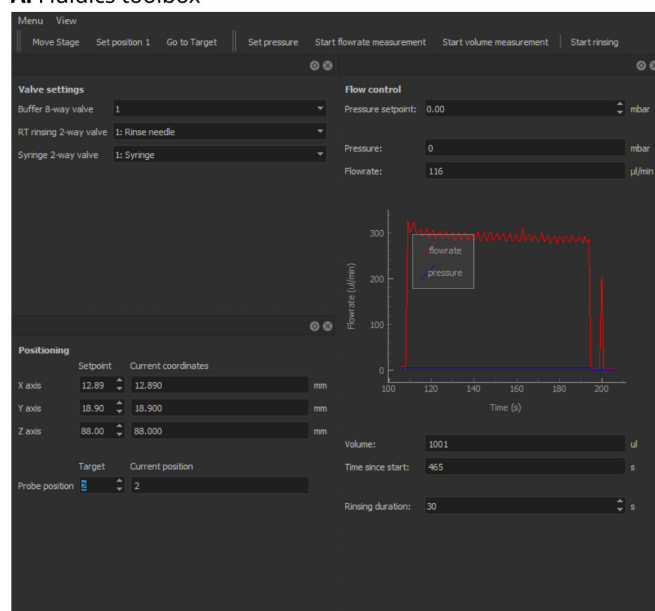 A. Fluidics toolbox
Menu View
Move Stage Set position 1 Go to Target Set pressure Start flowrate measurement Start volume measurement Start rinsing
Valve settings
Buffer 8-way valve 1
RT rinsing 2-way valve 1: Rinse needle
Syringe 2-way valve 1: Syringe
Positioning
Setpoint Current coordinates
X axis 12.89 12.890 mm
Y axis 18.90 18.900 mm
Z axis 88.00 88.000 mm
Target Current position
Probe position 2 2
Flow control
Pressure setpoint: 0.00 mbar
Pressure: 0 mbar
Flowrate: 116 µl/min
Flowrate (ul/min)
300
200
100
0
flowrate
pressure
100 120 140 160 180 200
Time (s)
Volume: 1001 ul
Time since start: 465 s
Rinsing duration: 30 s